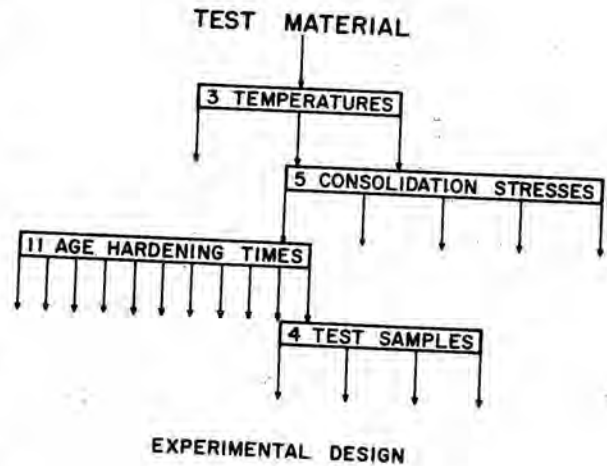 TEST MATERIAL
3 TEMPERATURES
5 CONSOLIDATION STRESSES
11 AGE HARDENING TIMES
4 TEST SAMPLES
EXPERIMENTAL DESIGN